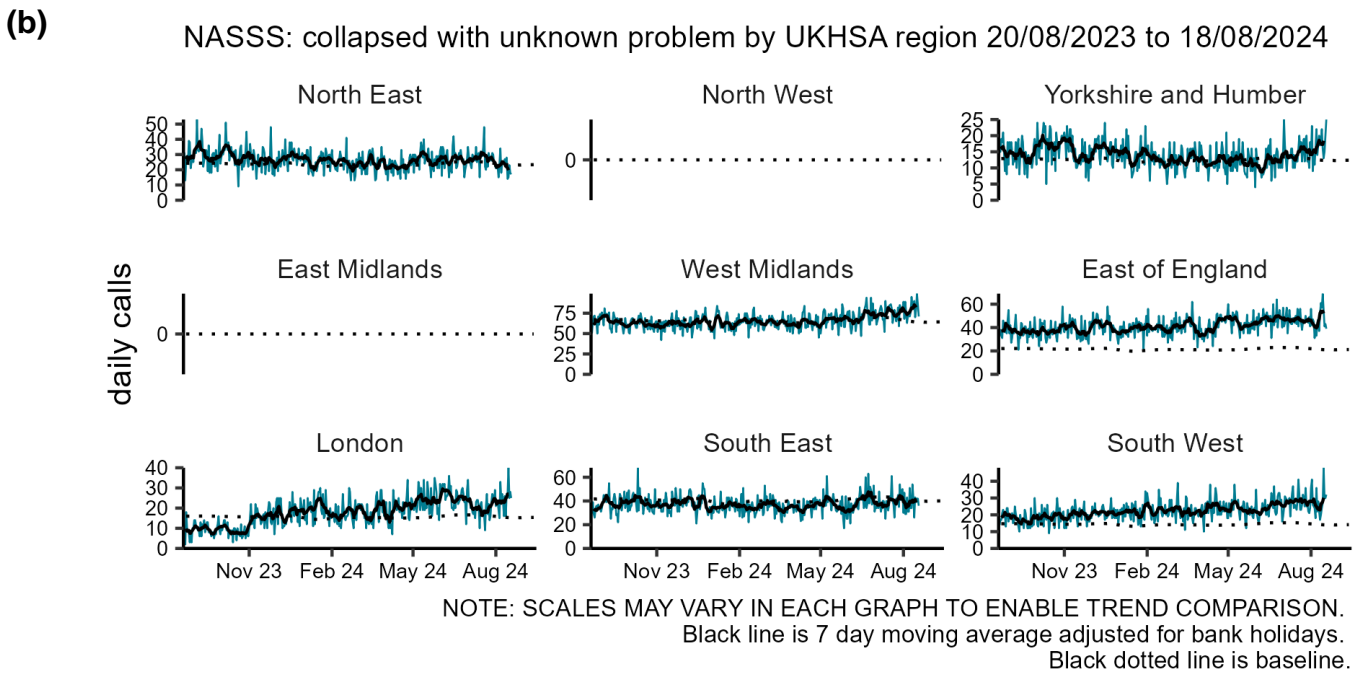 (b)
NASSS: collapsed with unknown problem by UKHSA region 20/08/2023 to 18/08/2024
North East
North West
Yorkshire and Humber
50
40
30
20
10
0
0
25
20
15
10
5
0
daily calls
East Midlands
West Midlands
East of England
0
75
50
25
0
60
40
20
0
London
South East
South West
40
30
20
10
0
60
40
20
0
40
30
20
10
0
Nov 23 Feb 24 May 24 Aug 24
Nov 23 Feb 24 May 24 Aug 24
Nov 23 Feb 24 May 24 Aug 24
NOTE: SCALES MAY VARY IN EACH GRAPH TO ENABLE TREND COMPARISON.
Black line is 7 day moving average adjusted for bank holidays.
Black dotted line is baseline.